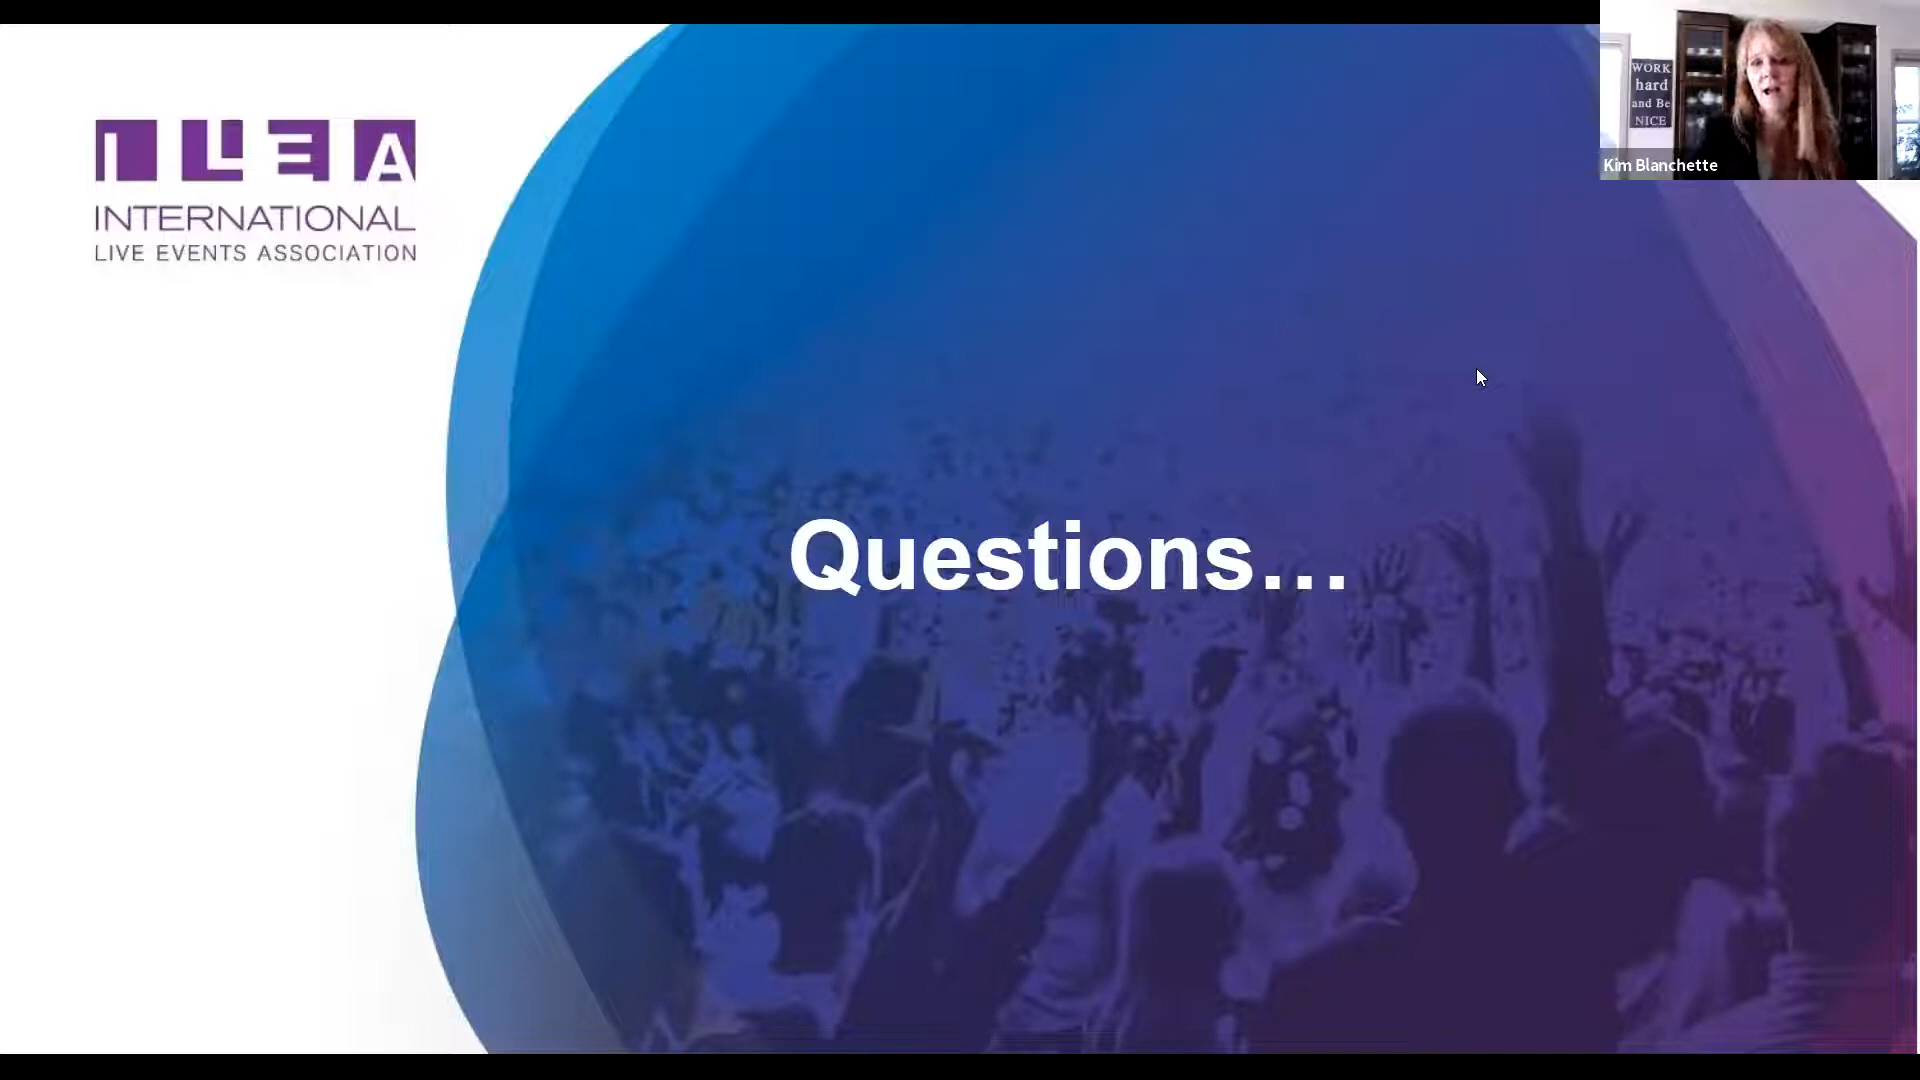 ILEA
INTERNATIONAL
LIVE EVENTS ASSOCIATION
WORK
hard
and Be
NICE
Kim Blanchette
Questions...